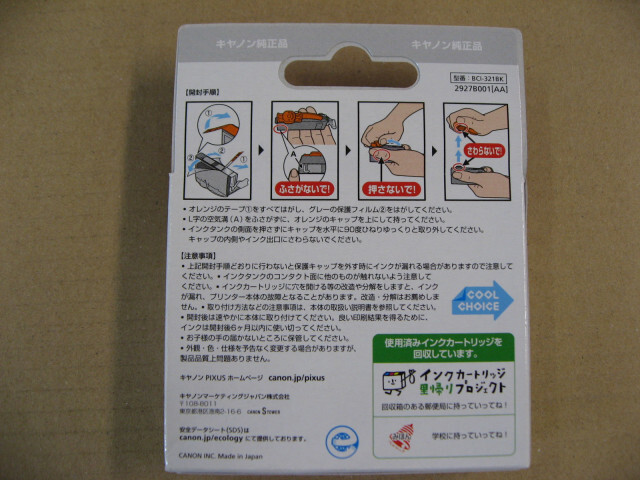 キヤノン純正品
キヤノン純正品
【開封手順】
型番：BCI-321BK
2927B001[AA]
① ① ②
②
A
ふさがないで!
押さないで!
さわらないで!
• オレンジのテープ①をすべてはがし、グレーの保護フィルム②をはがしてください。
• L字の空気溝(A)をふさがずに、オレンジのキャップを上にして持ってください。
• インクタンクの側面を押さずにキャップを水平に90度ひねりゆっくりと取り外してください。
キャップの内側やインク出口にさわらないでください。
【注意事項】
• 上記開封手順どおりに行わないと保護キャップを外す時にインクが漏れる場合がありますので注意して
ください。• インクタンクのコンタクト面に他のものが触れないよう注意して
ください。• インクカートリッジに穴を開ける等の改造や分解をしますと、インク
が漏れ、プリンター本体の故障となることがあります。改造・分解はお薦めしま
せん。• 取り付け方法などの注意事項は、本体の取扱い説明書を参照してください。
• 開封後は速やかに本体に取付けてください。良い印刷結果を得るために、
インクは開封後6ヶ月以内に使い切ってください。
• お子様の手の届かないところに保管してください。
• 外観・色・仕様を予告なく変更する場合がありますが、
製品品質上問題ありません。
COOL
CHOICE
キヤノン PIXUS ホームページ canon.jp/pixus
キヤノンマーケティングジャパン株式会社
〒108-8011
東京都港区港南2-16-6 CANON S TOWER
安全データシート(SDS)は
canon.jp/ecology にて提供しております。
CANON INC. Made in Japan
使用済みインクカートリッジを
回収しています。
インクカートリッジ
里帰りプロジェクト
回収箱のある郵便局に持っていってね!
学校に持っていってね!